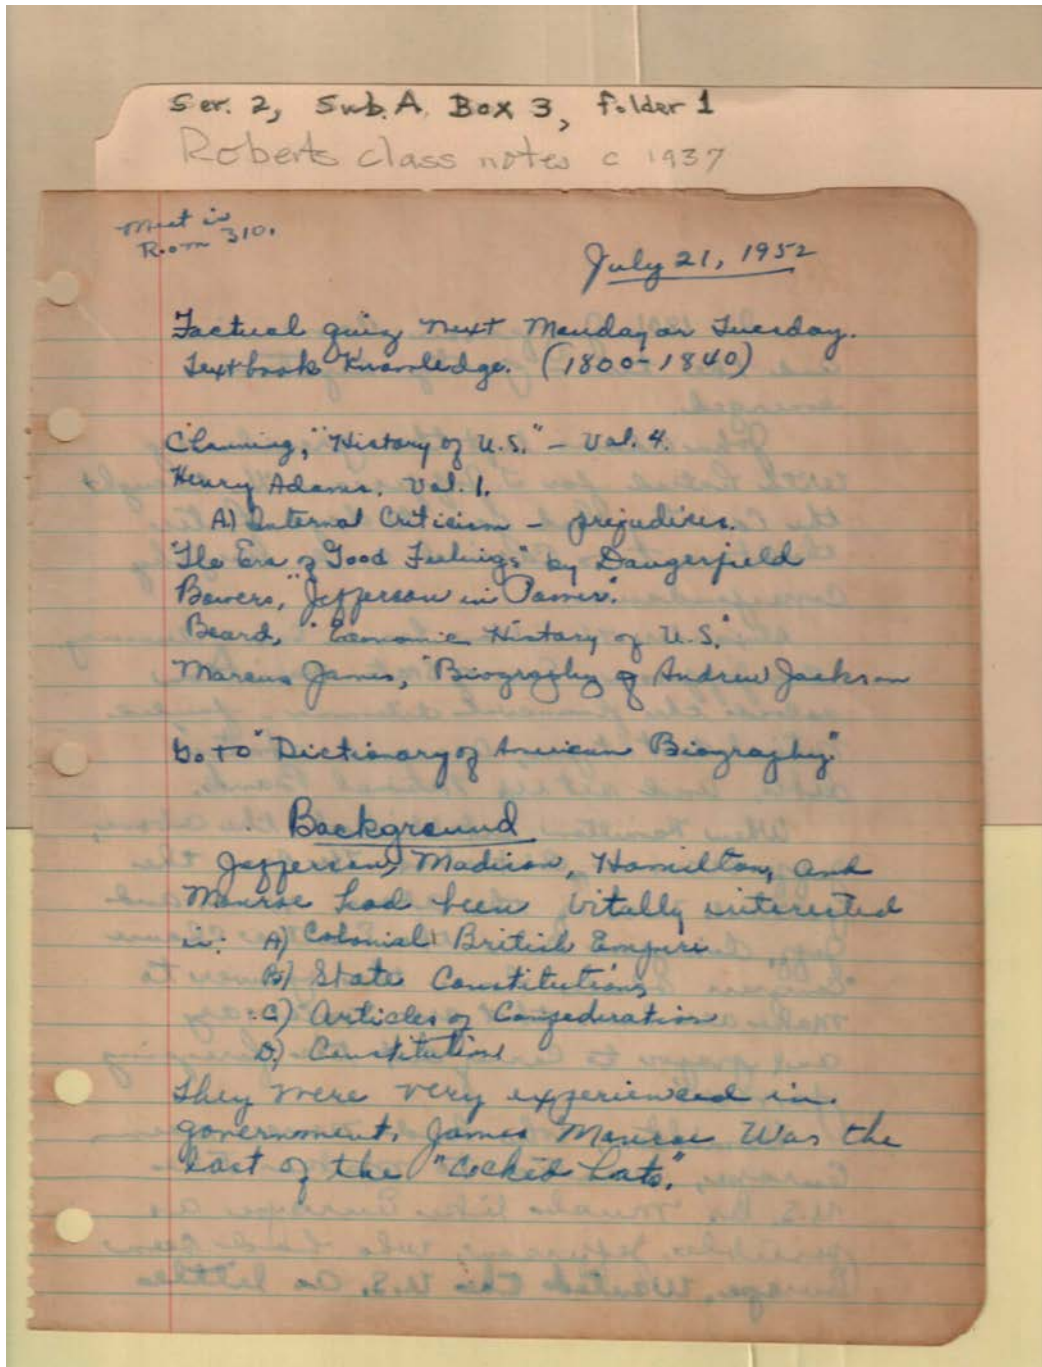 Ser. 2, Sub. A. Box 3, folder 1
Roberts class notes c 1937
Meet in
Room 310.
July 21, 1952
Factual quiz next Monday or Tuesday.
Textbook Knowledge. (1800-1840)
Channing, "History of U.S." - Vol. 4.
Henry Adams. Vol. 1.
A) Internal Criticism - prejudices.
"The Era of Good Feelings" by Dangerfield
Bowers, "Jefferson in Power".
Beard, "Economic History of U.S."
Marcus James, "Biography of Andrew Jackson
Go to "Dictionary of American Biography."
Background
Jefferson, Madison, Hamilton, and
Monroe had been vitally interested
in: A) Colonial British Empire
B) State Constitutions
C) Articles of Confederation
D) Constitution
They were very experienced in
government. James Monroe was the
last of the "Cocked hats."